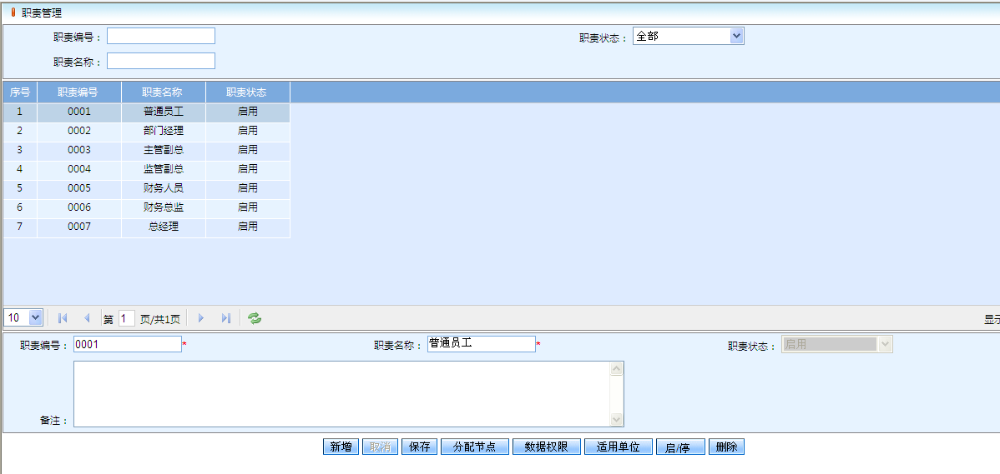 职责管理
职责编号： 职责状态： 全部
职责名称：
序号 职责编号 职责名称 职责状态
1 0001 普通员工 启用
2 0002 部门经理 启用
3 0003 主管副总 启用
4 0004 监管副总 启用
5 0005 财务人员 启用
6 0006 财务总监 启用
7 0007 总经理 启用
10 第 1 页/共1页 显示
职责编号： 0001 * 职责名称： 普通员工 * 职责状态： 启用
备注：
新增 取消 保存 分配节点 数据权限 适用单位 启/停 删除